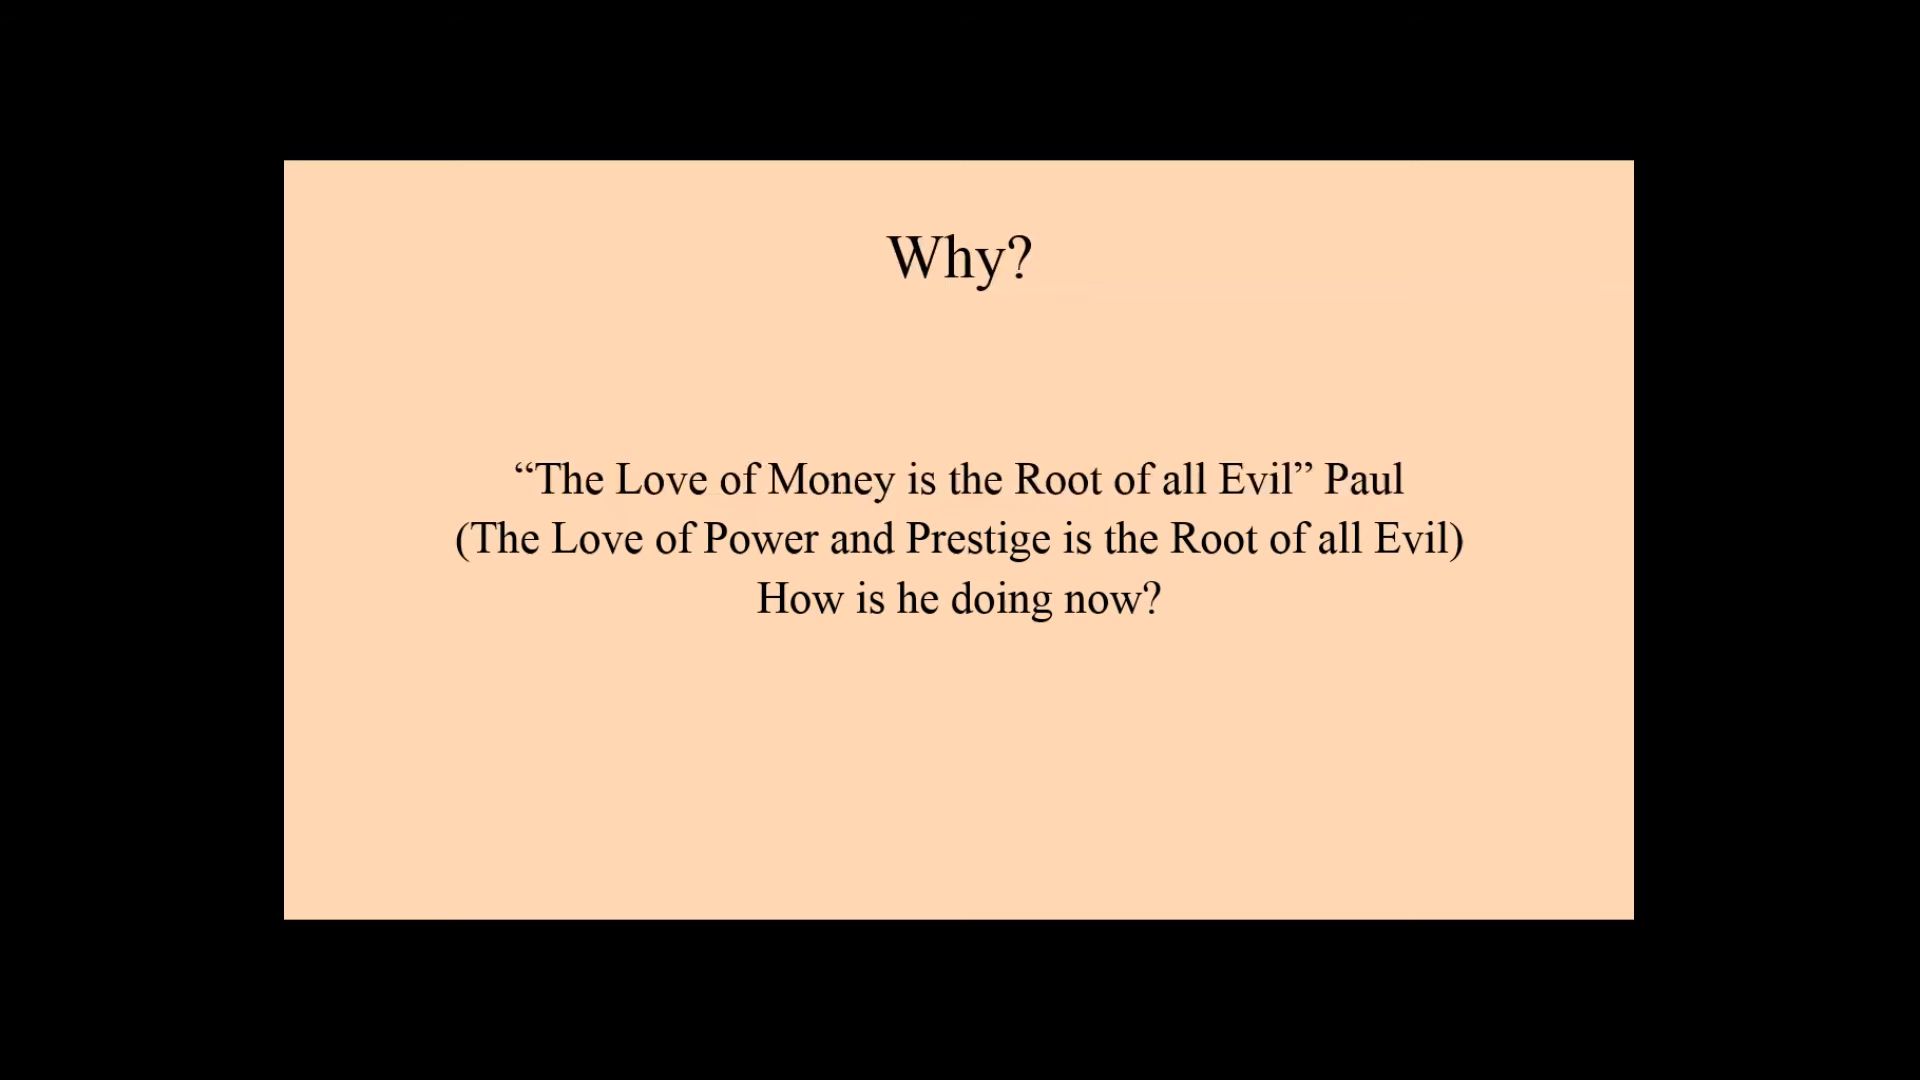 Why?
“The Love of Money is the Root of all Evil” Paul
(The Love of Power and Prestige is the Root of all Evil)
How is he doing now?